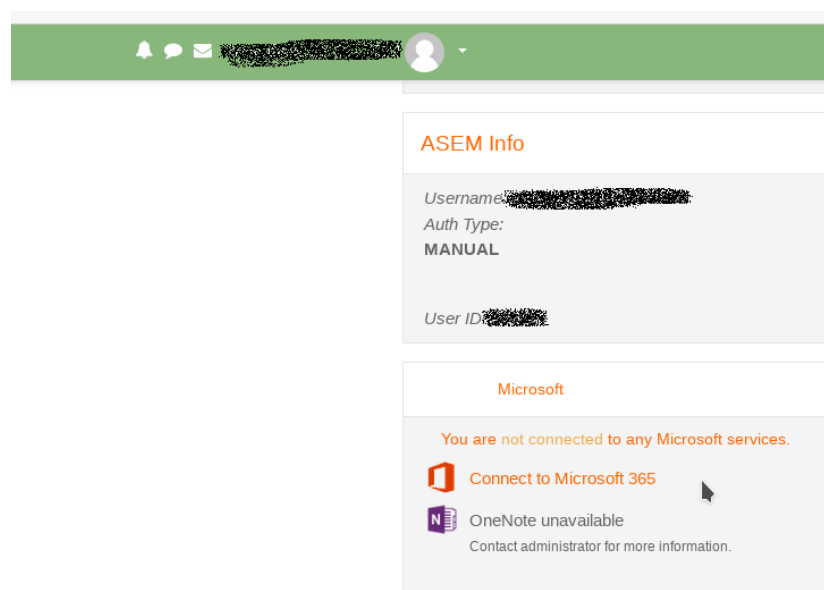 ASEM Info
Username
Auth Type:
MANUAL
User ID
Microsoft
You are not connected to any Microsoft services.
Connect to Microsoft 365
OneNote unavailable
Contact administrator for more information.